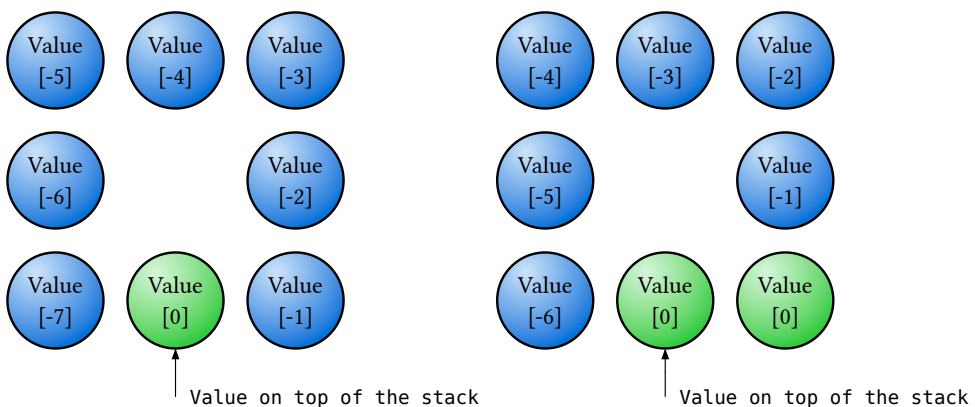 Value
[-5]
Value
[-4]
Value
[-3]
Value
[-6]
Value
[-2]
Value
[-7]
Value
[0]
Value
[-1]
Value on top of the stack
Value
[-4]
Value
[-3]
Value
[-2]
Value
[-5]
Value
[-1]
Value
[-6]
Value
[0]
Value
[0]
Value on top of the stack